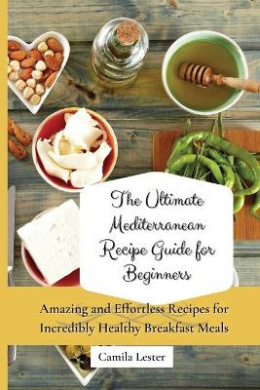 The Ultimate
Mediterranean
Recipe Guide for
Beginners
Amazing and Effortless Recipes for
Incredibly Healthy Breakfast Meals
Camila Lester